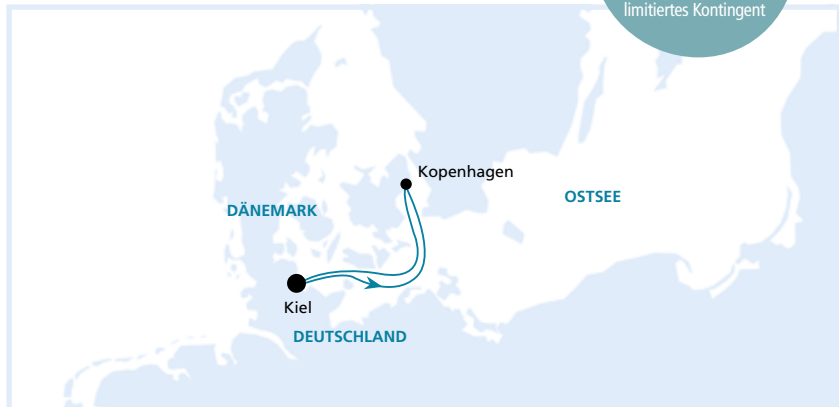 limitiertes Kontingent
Kopenhagen
DÄNEMARK
OSTSEE
Kiel
DEUTSCHLAND